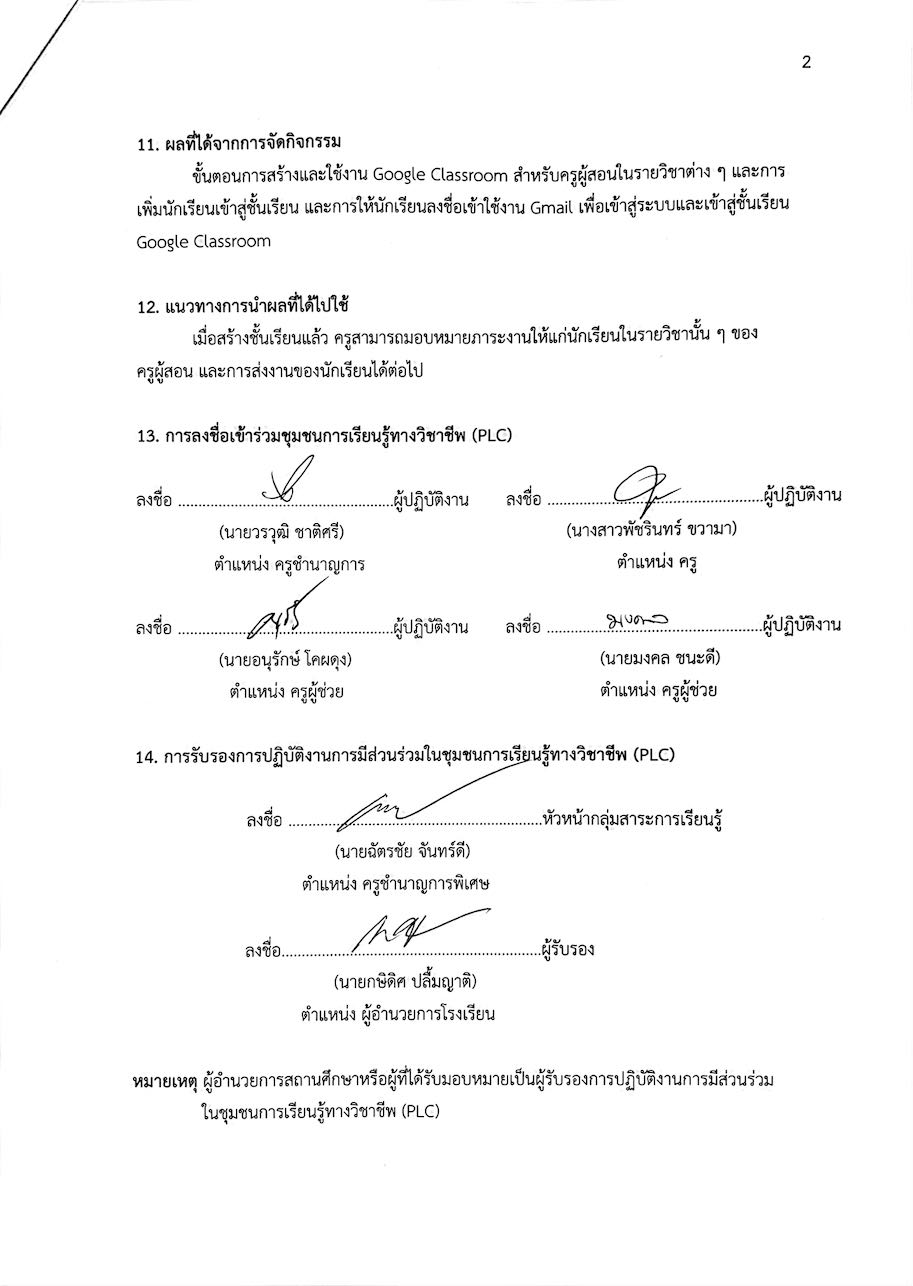 2
11. ผลที่ได้จากการจัดกิจกรรม
ขั้นตอนการสร้างและใช้งาน Google Classroom สำหรับครูผู้สอนในรายวิชาต่าง ๆ และการ
เพิ่มนักเรียนเข้าสู่ชั้นเรียน และการให้นักเรียนลงชื่อเข้าใช้งาน Gmail เพื่อเข้าสู่ระบบและเข้าสู่ชั้นเรียน
Google Classroom
12. แนวทางการนำผลที่ได้ไปใช้
เมื่อสร้างชั้นเรียนแล้ว ครูสามารถมอบหมายภาระงานให้แก่นักเรียนในรายวิชานั้น ๆ ของ
ครูผู้สอน และการส่งงานของนักเรียนได้ต่อไป
13. การลงชื่อเข้าร่วมชุมชนการเรียนรู้ทางวิชาชีพ (PLC)
ลงชื่อ ...........................................ผู้ปฏิบัติงาน ลงชื่อ ...........................................ผู้ปฏิบัติงาน
(นายวรวุฒิ ชาติศรี) (นางสาวพัชรินทร์ ขวามา)
ตำแหน่ง ครูชำนาญการ ตำแหน่ง ครู
ลงชื่อ ...........................................ผู้ปฏิบัติงาน ลงชื่อ ...........................................ผู้ปฏิบัติงาน
(นายอนุรักษ์ โคผดุง) (นายมงคล ชนะดี)
ตำแหน่ง ครูผู้ช่วย ตำแหน่ง ครูผู้ช่วย
14. การรับรองการปฏิบัติงานการมีส่วนร่วมในชุมชนการเรียนรู้ทางวิชาชีพ (PLC)
ลงชื่อ ...................................................หัวหน้ากลุ่มสาระการเรียนรู้
(นายฉัตรชัย จันทร์ดี)
ตำแหน่ง ครูชำนาญการพิเศษ
ลงชื่อ....................................................ผู้รับรอง
(นายกษิดิศ ปลื้มญาติ)
ตำแหน่ง ผู้อำนวยการโรงเรียน
หมายเหตุ ผู้อำนวยการสถานศึกษาหรือผู้ที่ได้รับมอบหมายเป็นผู้รับรองการปฏิบัติงานการมีส่วนร่วม
ในชุมชนการเรียนรู้ทางวิชาชีพ (PLC)